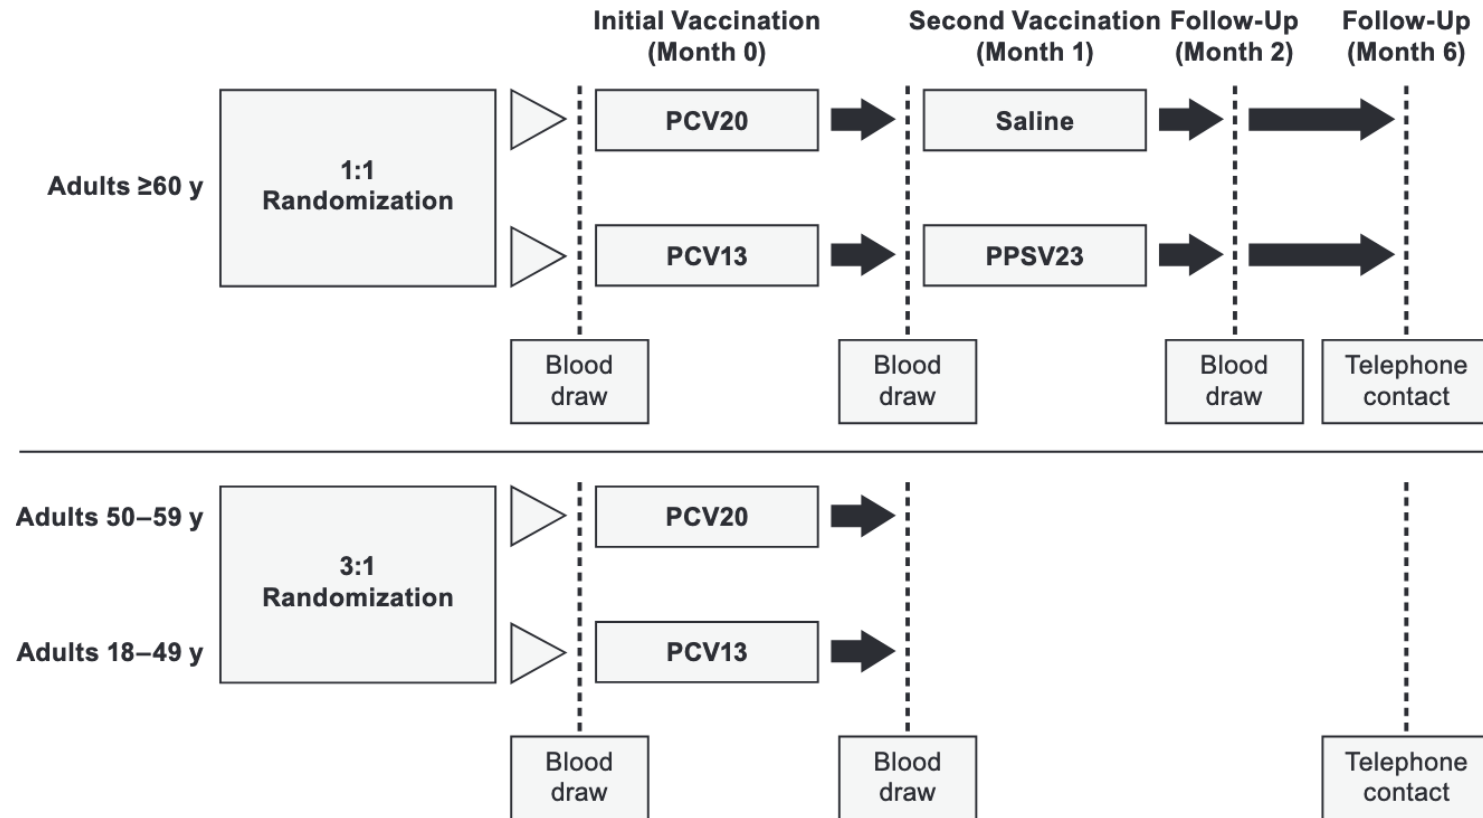 Initial Vaccination
(Month 0)
Second Vaccination
(Month 1)
Follow-Up
(Month 2)
Follow-Up
(Month 6)
Adults ≥60 y
1:1
Randomization
PCV20
Saline
PCV13
PPSV23
Blood
draw
Blood
draw
Blood
draw
Telephone
contact
Adults 50–59 y
Adults 18–49 y
3:1
Randomization
PCV20
PCV13
Blood
draw
Blood
draw
Telephone
contact